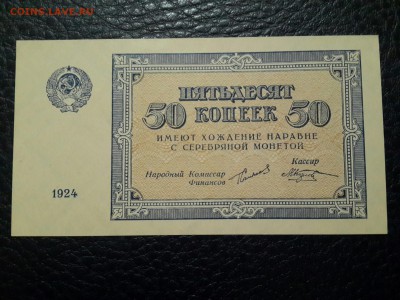 COINS.LAVE.RU
ПЯТЬДЕСЯТ
50 КОПЕЕК 50
ИМЕЮТ ХОЖДЕНИЕ НАРАВНЕ
С СЕРЕБРЯНОЙ МОНЕТОЙ
Народный Комиссар
Финансов
Кассир
1924